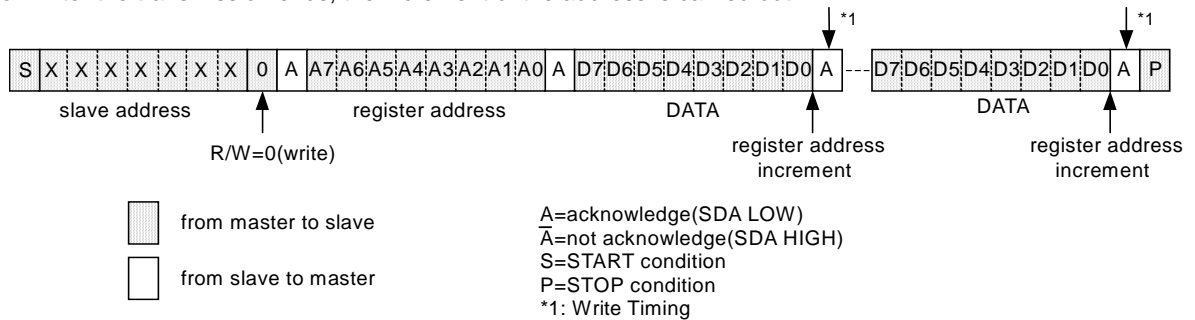 *1 *1
S X X X X X X X 0 A A7 A6 A5 A4 A3 A2 A1 A0 A D7 D6 D5 D4 D3 D2 D1 D0 A D7 D6 D5 D4 D3 D2 D1 D0 A P
slave address register address DATA DATA
R/W=0(write)
register address
increment
register address
increment
from master to slave
from slave to master
A=acknowledge(SDA LOW)
A̅=not acknowledge(SDA HIGH)
S=START condition
P=STOP condition
*1: Write Timing